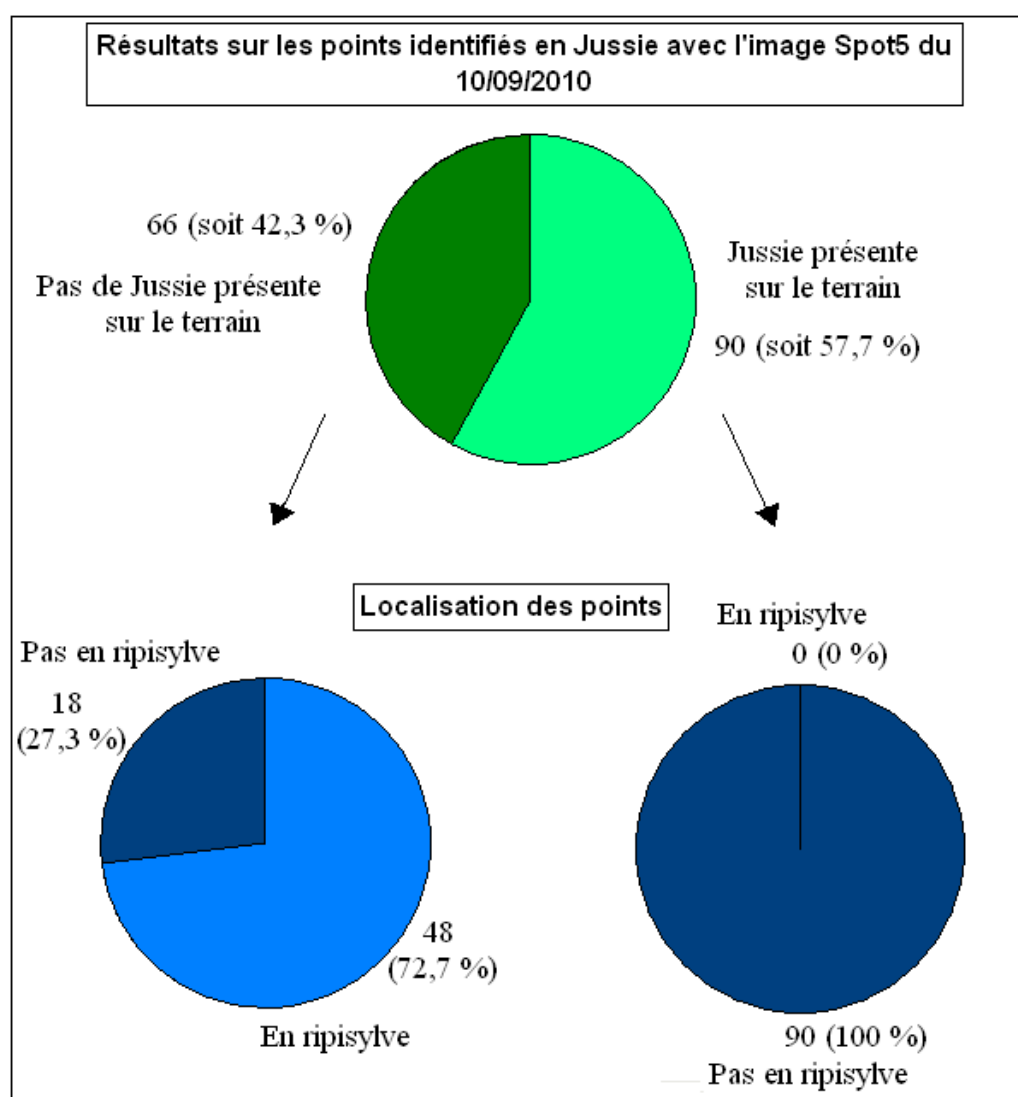 Résultats sur les points identifiés en Jussie avec l'image Spot5 du
10/09/2010
66 (soit 42,3 %)
Pas de Jussie présente
sur le terrain
Jussie présente
sur le terrain
90 (soit 57,7 %)
Localisation des points
Pas en ripisylve
18
(27,3 %)
48
(72,7 %)
En ripisylve
En ripisylve
0 (0 %)
90 (100 %)
Pas en ripisylve